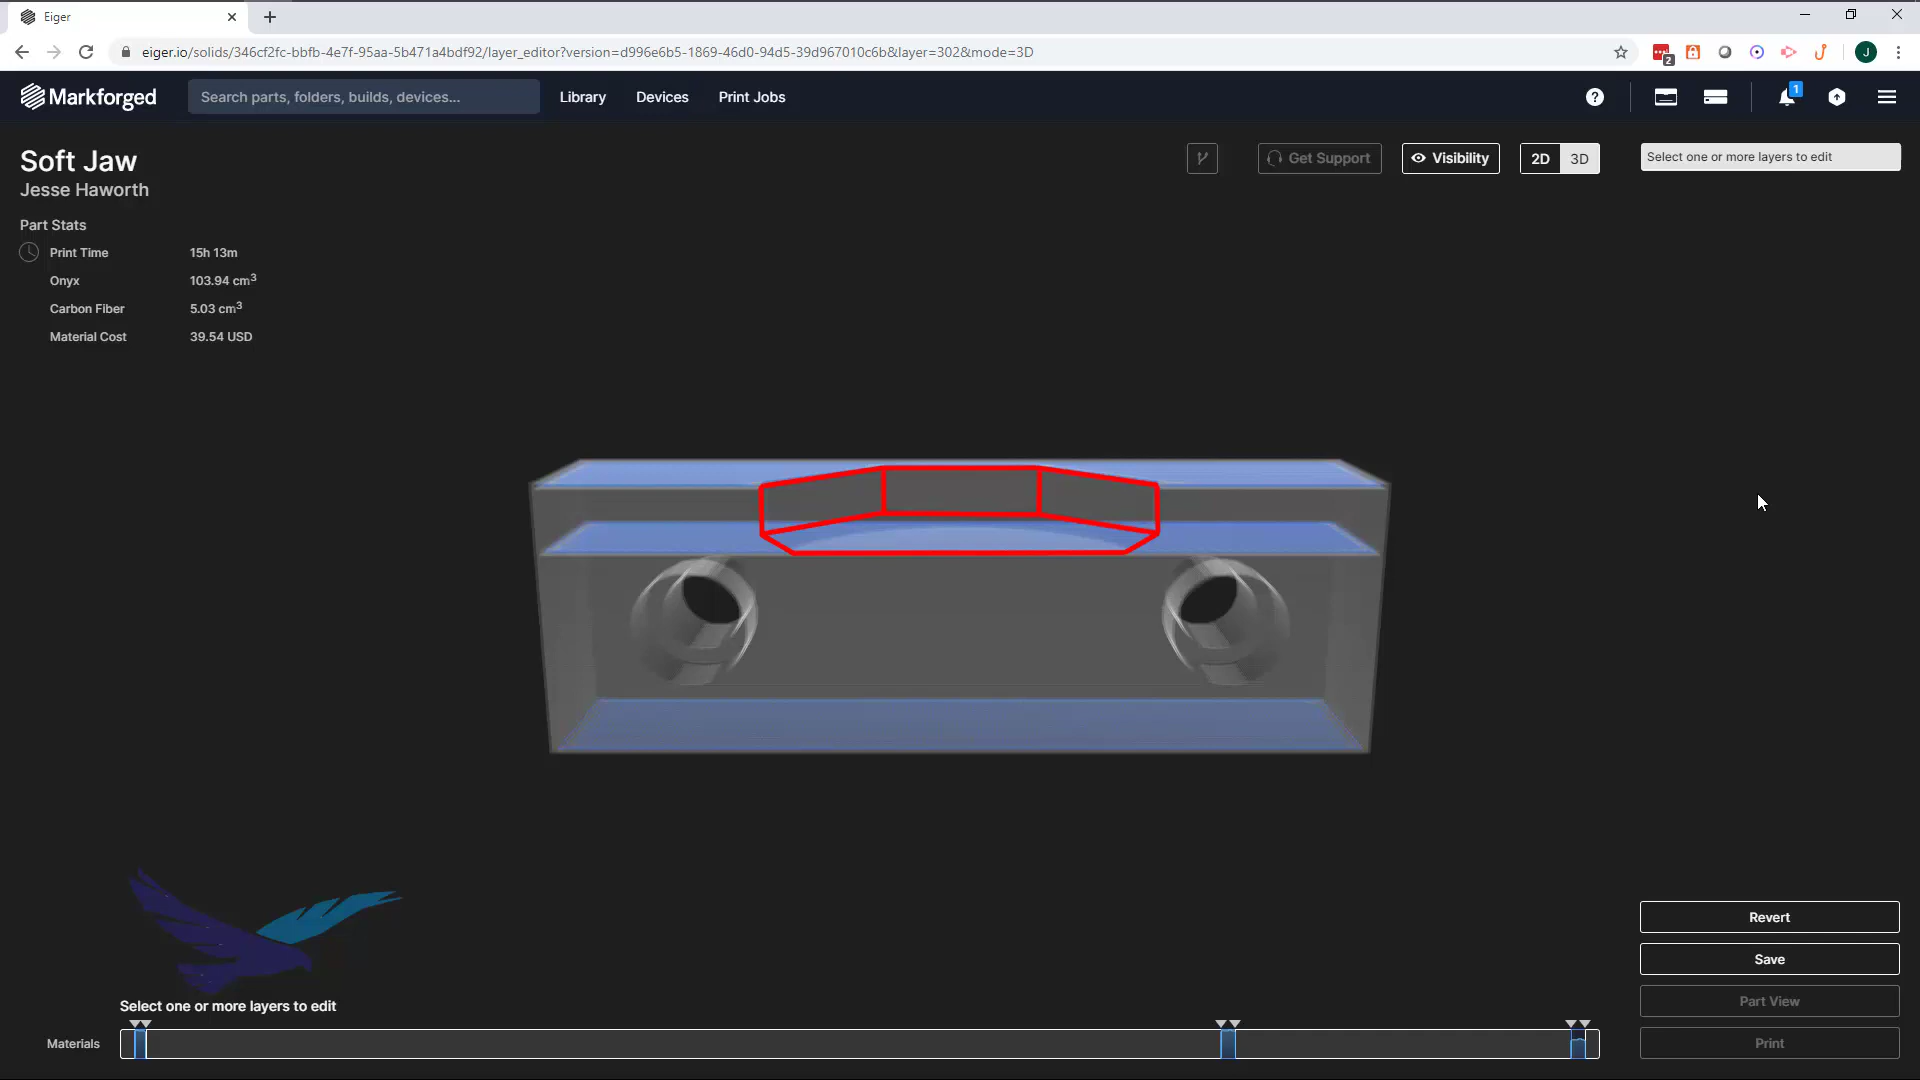 Eiger
eiger.io/solids/346cf2fc-bbfb-4e7f-95aa-5b471a4bdf92/layer_editor?version=d996e6b5-1869-46d0-94d5-39d967010c6b&layer=302&mode=3D
2
J
Markforged
Search parts, folders, builds, devices...
Library
Devices
Print Jobs
?
1
Soft Jaw
Jesse Haworth
Get Support
Visibility
2D
3D
Select one or more layers to edit
Part Stats
Print Time 15h 13m
Onyx 103.94 cm³
Carbon Fiber 5.03 cm³
Material Cost 39.54 USD
Revert
Save
Part View
Print
Select one or more layers to edit
Materials